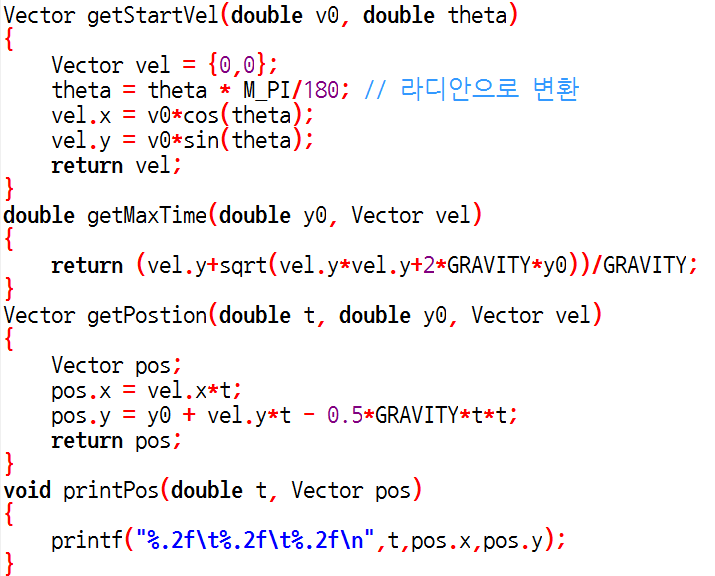 Vector getStartVel(double v0, double theta)
{
    Vector vel = {0,0};
    theta = theta * M_PI/180; // 라디안으로 변환
    vel.x = v0*cos(theta);
    vel.y = v0*sin(theta);
    return vel;
}
double getMaxTime(double y0, Vector vel)
{
    return (vel.y+sqrt(vel.y*vel.y+2*GRAVITY*y0))/GRAVITY;
}
Vector getPostion(double t, double y0, Vector vel)
{
    Vector pos;
    pos.x = vel.x*t;
    pos.y = y0 + vel.y*t - 0.5*GRAVITY*t*t;
    return pos;
}
void printPos(double t, Vector pos)
{
    printf("%.2f\t%.2f\t%.2f\n",t,pos.x,pos.y);
}